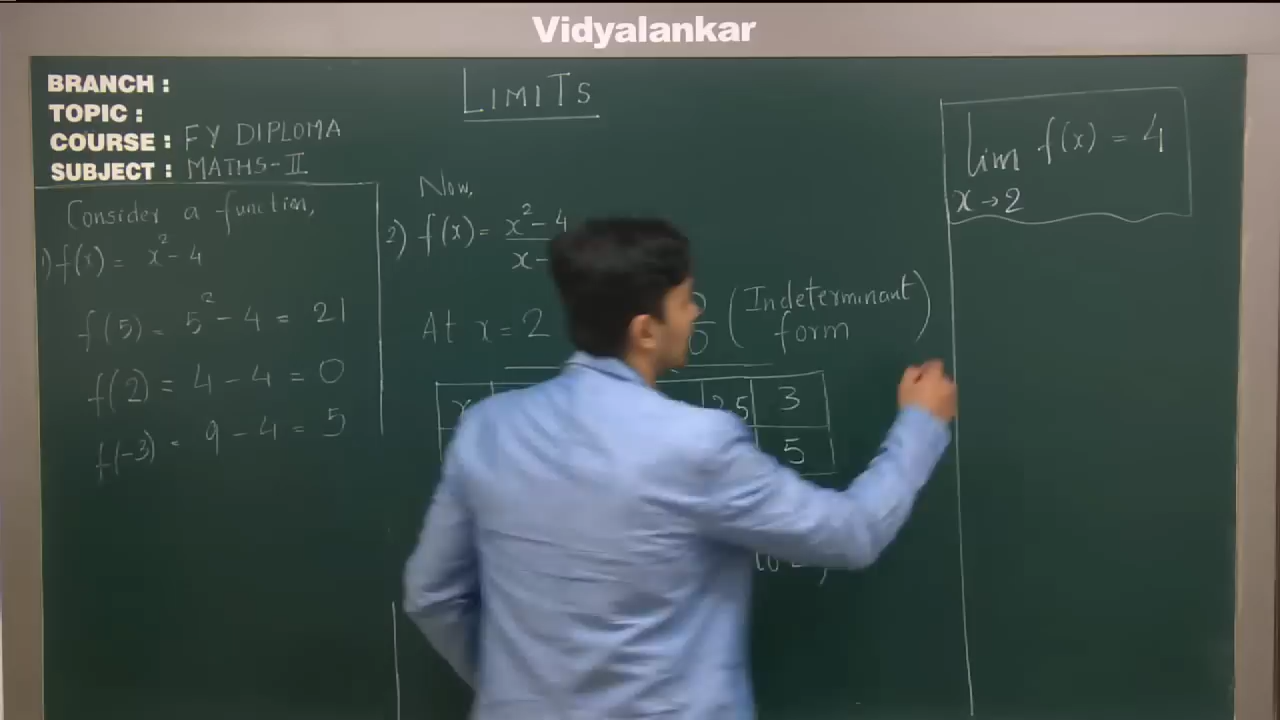 Vidyalankar
BRANCH :
TOPIC :
COURSE : FY DIPLOMA
SUBJECT : MATHS-II
LIMITS
Consider a function,
1) f(x) = x² - 4
f(5) = 5² - 4 = 21
f(2) = 4 - 4 = 0
f(-3) = 9 - 4 = 5
Now,
2) f(x) = x² - 4
x -
At x = 2
0 (Indeterminant
form)
x 2.5 3
5
lim f(x) = 4
x → 2